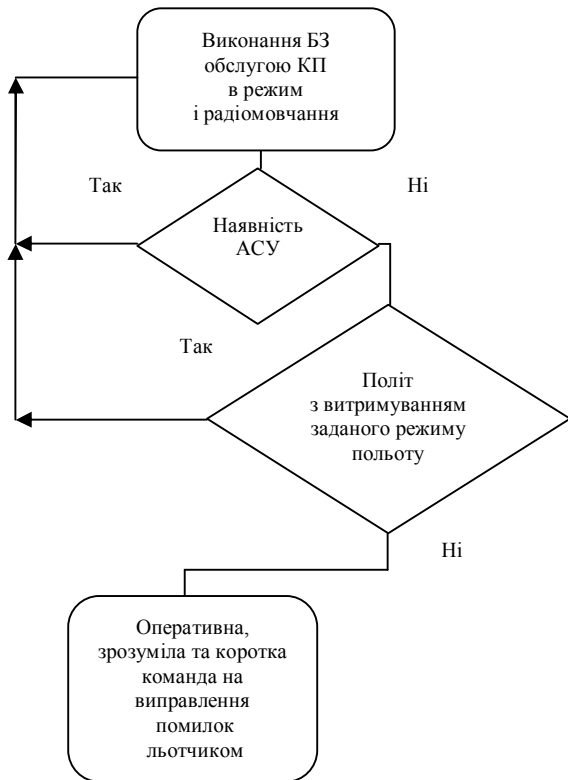 Виконання БЗ
обслугою КП
в режим
і радіомовчання
Так
Ні
Наявність
АСУ
Так
Політ
з витримуванням
заданого режиму
польоту
Ні
Оперативна,
зрозуміла та коротка
команда на
виправлення
помилок
льотчиком